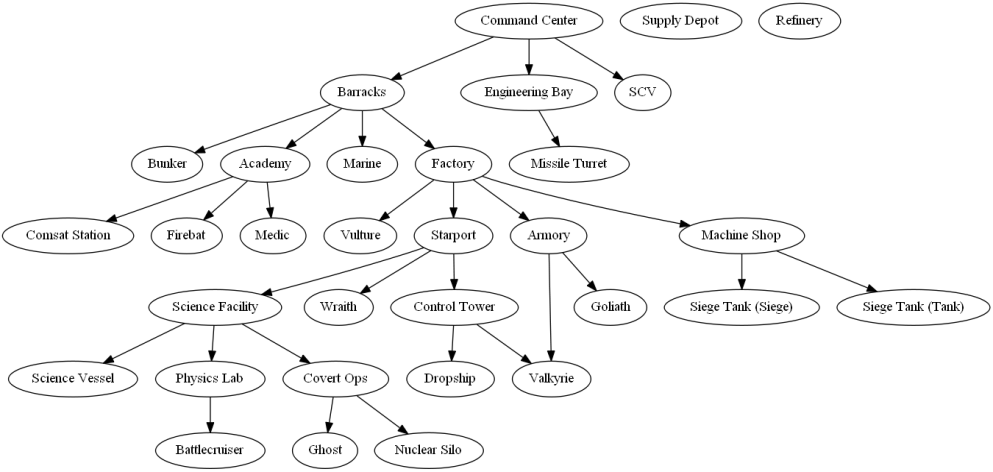 Command Center
Supply Depot
Refinery
Barracks
Engineering Bay
SCV
Bunker
Academy
Marine
Factory
Missile Turret
Comsat Station
Firebat
Medic
Vulture
Starport
Armory
Machine Shop
Science Facility
Wraith
Control Tower
Goliath
Siege Tank (Siege)
Siege Tank (Tank)
Science Vessel
Physics Lab
Covert Ops
Dropship
Valkyrie
Battlecruiser
Ghost
Nuclear Silo